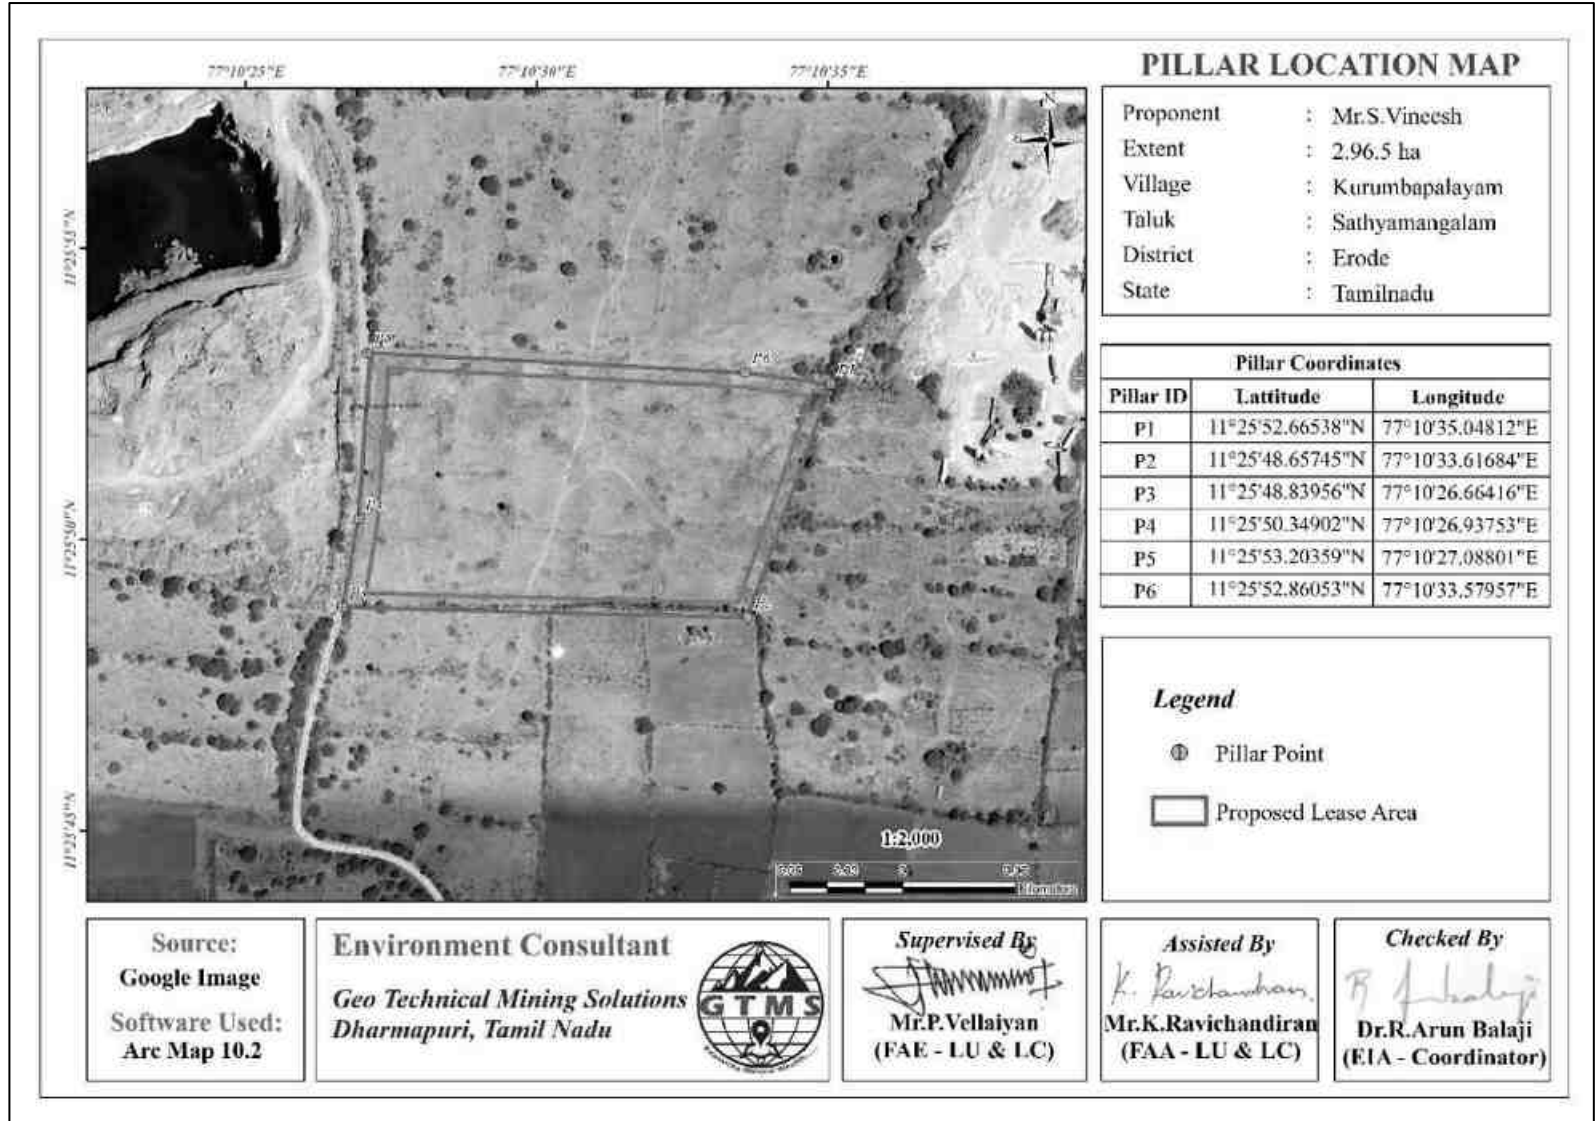 PILLAR LOCATION MAP
77°10'25"E 77°10'30"E 77°10'35"E
11°25'55"N
11°25'50"N
11°25'45"N
N
P6
P1
1:2,000
Kilometers
Proponent : Mr.S.Vineesh
Extent : 2.96.5 ha
Village : Kurumbapalayam
Taluk : Sathyamangalam
District : Erode
State : Tamilnadu
Pillar Coordinates
Pillar ID Lattitude Longitude
P1 11°25'52.66538"N 77°10'35.04812"E
P2 11°25'48.65745"N 77°10'33.61684"E
P3 11°25'48.83956"N 77°10'26.66416"E
P4 11°25'50.34902"N 77°10'26.93753"E
P5 11°25'53.20359"N 77°10'27.08801"E
P6 11°25'52.86053"N 77°10'33.57957"E
Legend
Pillar Point
Proposed Lease Area
Source:
Google Image
Software Used:
Arc Map 10.2
Environment Consultant
Geo Technical Mining Solutions
Dharmapuri, Tamil Nadu
GTMS
Supervised By
Mr.P.Vellaiyan
(FAE - LU & LC)
Assisted By
K. Ravichandran.
Mr.K.Ravichandiran
(FAA - LU & LC)
Checked By
Dr.R.Arun Balaji
(EIA - Coordinator)